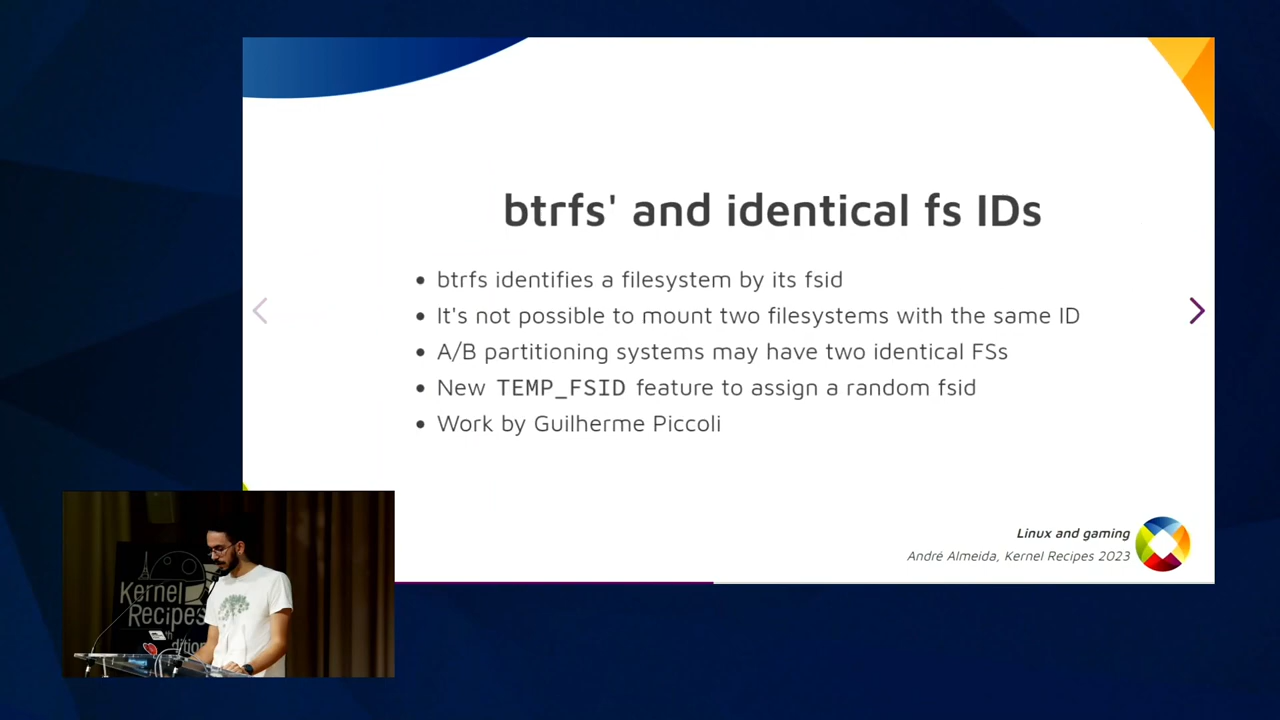 btrfs' and identical fs IDs
btrfs identifies a filesystem by its fsid
It's not possible to mount two filesystems with the same ID
A/B partitioning systems may have two identical FSs
New TEMP_FSID feature to assign a random fsid
Work by Guilherme Piccoli
Linux and gaming
André Almeida, Kernel Recipes 2023
Kernel
Recipes